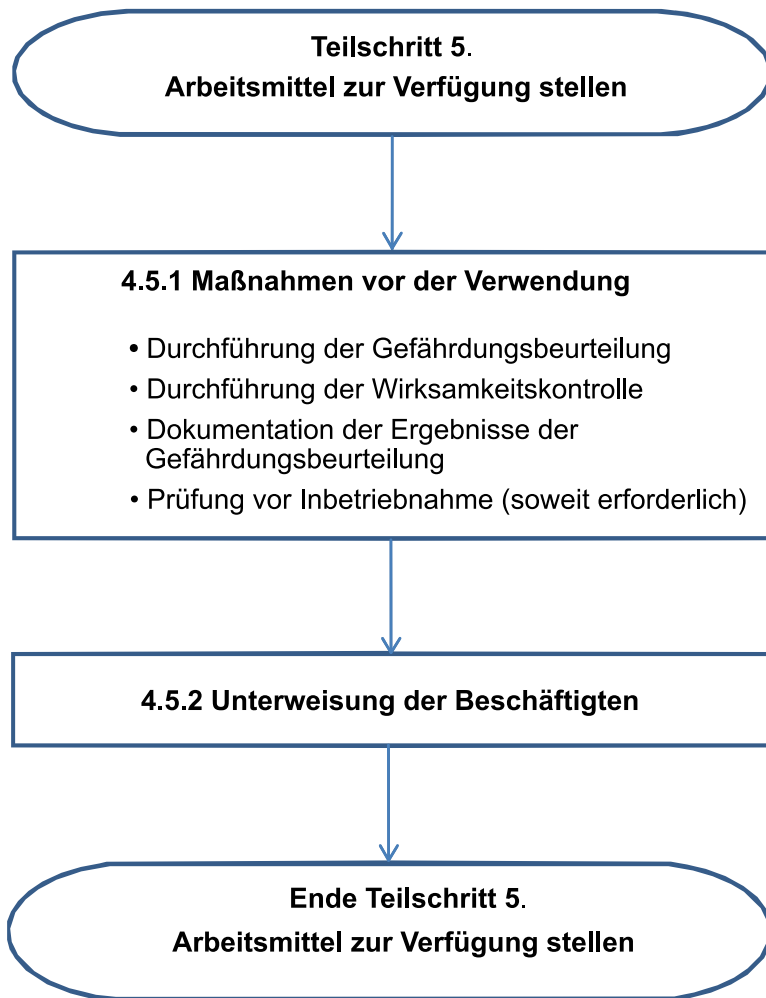 Teilschritt 5.
Arbeitsmittel zur Verfügung stellen
4.5.1 Maßnahmen vor der Verwendung
• Durchführung der Gefährdungsbeurteilung
• Durchführung der Wirksamkeitskontrolle
• Dokumentation der Ergebnisse der
Gefährdungsbeurteilung
• Prüfung vor Inbetriebnahme (soweit erforderlich)
4.5.2 Unterweisung der Beschäftigten
Ende Teilschritt 5.
Arbeitsmittel zur Verfügung stellen